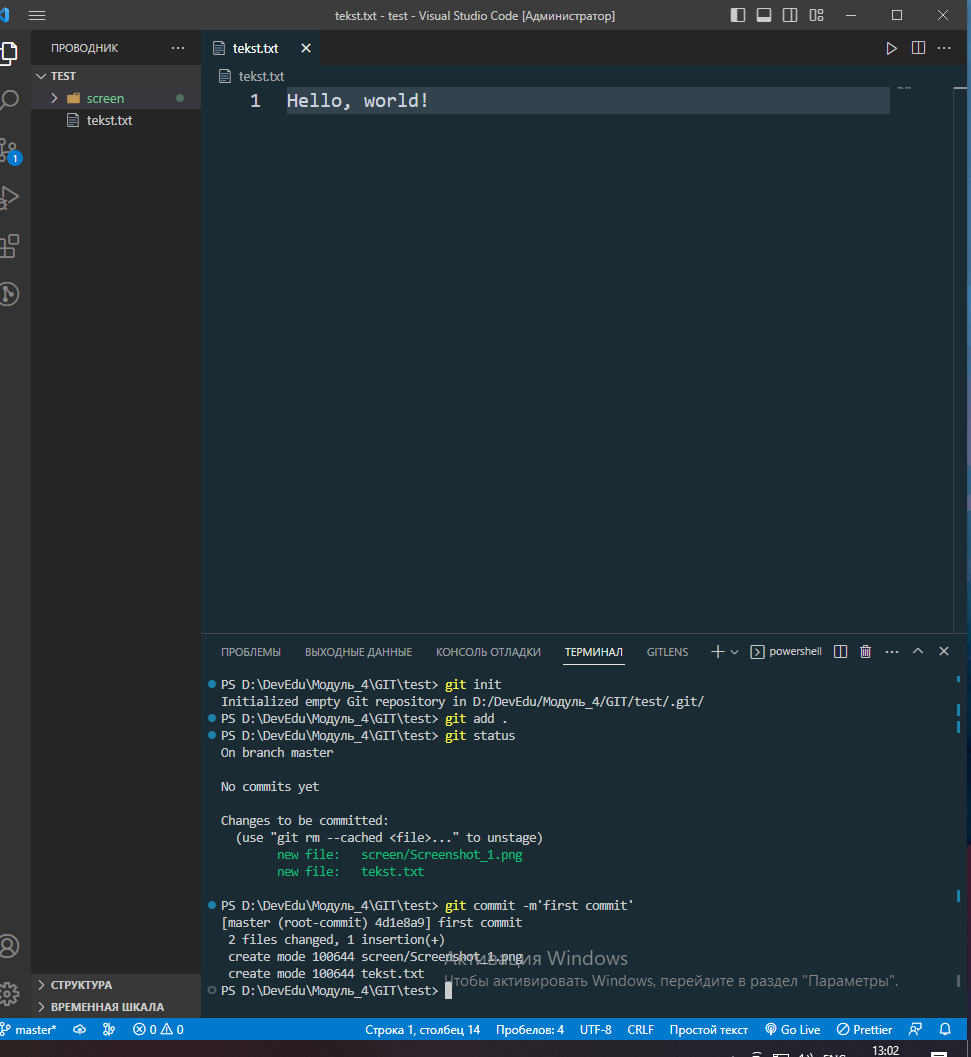 tekst.txt - test - Visual Studio Code [Администратор]
ПРОВОДНИК
tekst.txt
TEST
tekst.txt
screen
1 Hello, world!
tekst.txt
1
ПРОБЛЕМЫ ВЫХОДНЫЕ ДАННЫЕ КОНСОЛЬ ОТЛАДКИ ТЕРМИНАЛ GITLENS powershell
PS D:\DevEdu\Модуль_4\GIT\test> git init
Initialized empty Git repository in D:/DevEdu/Модуль_4/GIT/test/.git/
PS D:\DevEdu\Модуль_4\GIT\test> git add .
PS D:\DevEdu\Модуль_4\GIT\test> git status
On branch master
No commits yet
Changes to be committed:
(use "git rm --cached <file>..." to unstage)
new file: screen/Screenshot_1.png
new file: tekst.txt
PS D:\DevEdu\Модуль_4\GIT\test> git commit -m'first commit'
[master (root-commit) 4d1e8a9] first commit
2 files changed, 1 insertion(+)
create mode 100644 screen/Screenshot_1.png
Активация Windows
create mode 100644 tekst.txt
Чтобы активировать Windows, перейдите в раздел "Параметры".
PS D:\DevEdu\Модуль_4\GIT\test>
СТРУКТУРА
ВРЕМЕННАЯ ШКАЛА
master* 0 0 Строка 1, столбец 14 Пробелов: 4 UTF-8 CRLF Простой текст Go Live Prettier
13:02